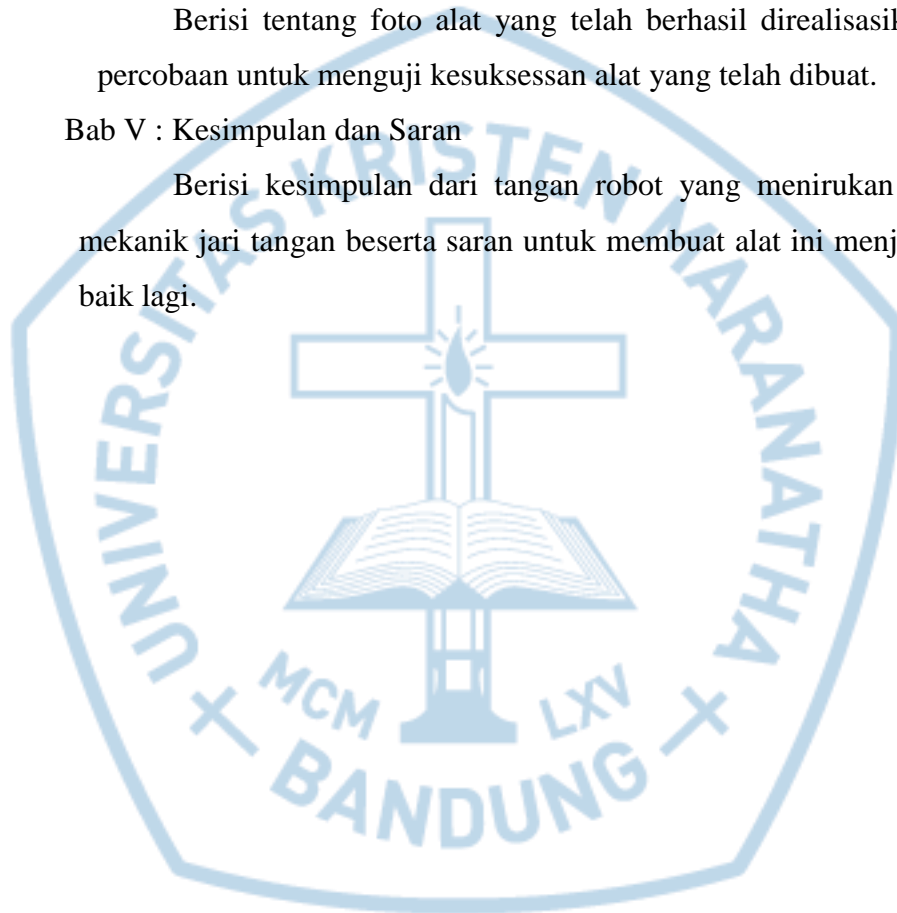 Berisi tentang foto alat yang telah berhasil direalisasik
percobaan untuk menguji kesuksessan alat yang telah dibuat.
Bab V : Kesimpulan dan Saran
Berisi kesimpulan dari tangan robot yang menirukan
mekanik jari tangan beserta saran untuk membuat alat ini menj
baik lagi.
UNIVERSITAS KRISTEN MARANATHA
MCM LXV
BANDUNG